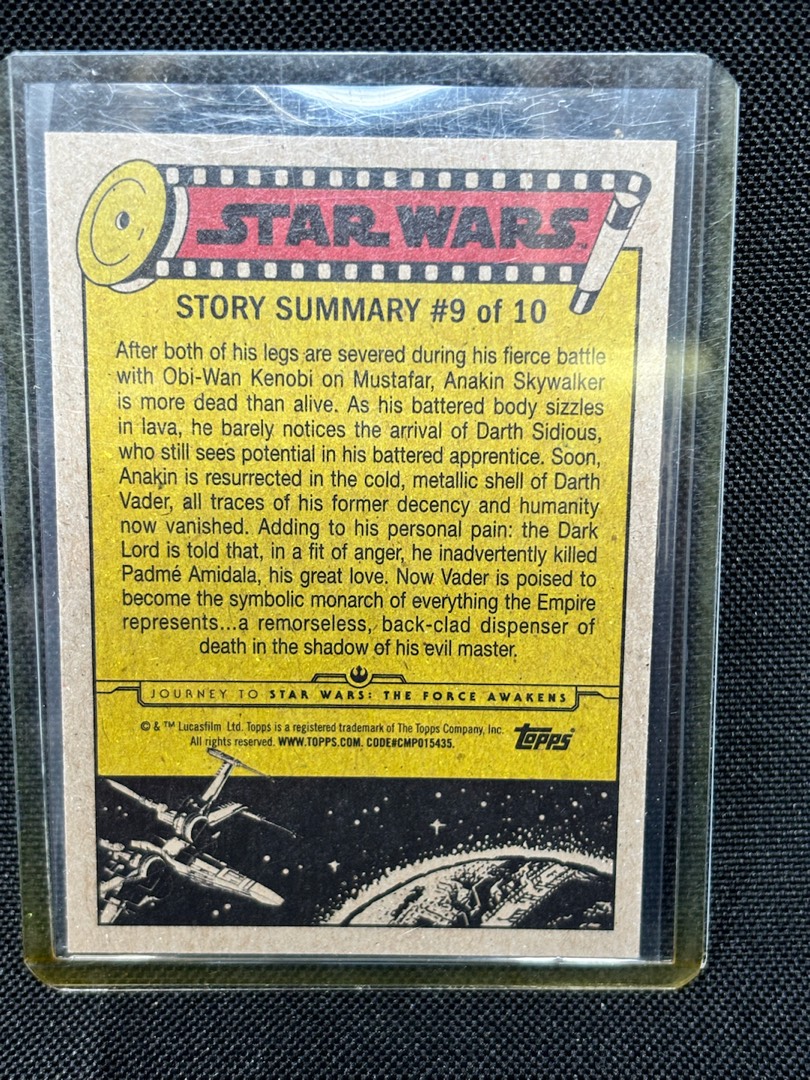 STAR WARS
STORY SUMMARY #9 of 10
After both of his legs are severed during his fierce battle
with Obi-Wan Kenobi on Mustafar, Anakin Skywalker
is more dead than alive. As his battered body sizzles
in lava, he barely notices the arrival of Darth Sidious,
who still sees potential in his battered apprentice. Soon,
Anakin is resurrected in the cold, metallic shell of Darth
Vader, all traces of his former decency and humanity
now vanished. Adding to his personal pain: the Dark
Lord is told that, in a fit of anger, he inadvertently killed
Padmé Amidala, his great love. Now Vader is poised to
become the symbolic monarch of everything the Empire
represents...a remorseless, back-clad dispenser of
death in the shadow of his evil master.
JOURNEY TO STAR WARS: THE FORCE AWAKENS
© & ™ Lucasfilm Ltd. Topps is a registered trademark of The Topps Company, Inc.
All rights reserved. WWW.TOPPS.COM. CODE#CMP015435.
Topps®